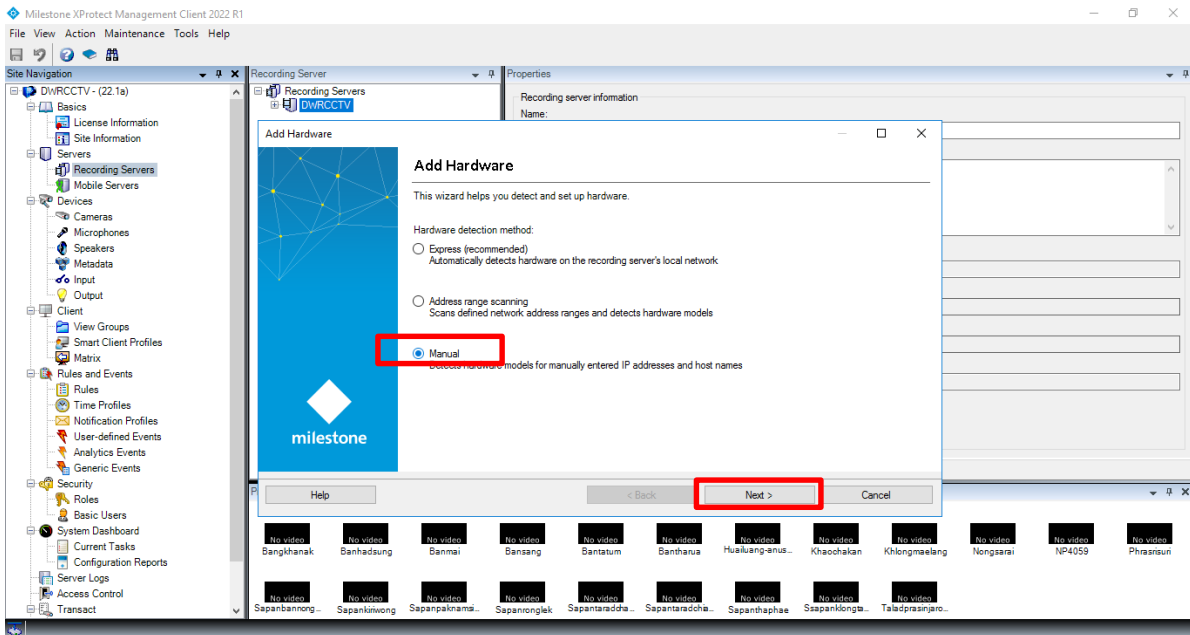 Milestone XProtect Management Client 2022 R1
File View Action Maintenance Tools Help
Site Navigation
DWRCCTV - (22.1a)
Basics
License Information
Site Information
Servers
Recording Servers
Mobile Servers
Devices
Cameras
Microphones
Speakers
Metadata
Input
Output
Client
View Groups
Smart Client Profiles
Matrix
Rules and Events
Rules
Time Profiles
Notification Profiles
User-defined Events
Analytics Events
Generic Events
Security
Roles
Basic Users
System Dashboard
Current Tasks
Configuration Reports
Server Logs
Access Control
Transact
Recording Server
Recording Servers
DWRCCTV
Properties
Recording server information
Name:
Add Hardware
Add Hardware
This wizard helps you detect and set up hardware.
Hardware detection method:
Express (recommended)
Automatically detects hardware on the recording server's local network
Address range scanning
Scans defined network address ranges and detects hardware models
Manual
Detects hardware models for manually entered IP addresses and host names
milestone
Help < Back Next > Cancel
No video No video No video No video No video No video No video No video No video No video No video No video
Bangkhanak Banhadsung Banmai Bansang Bantatum Bantharua Huailuang-anus... Khaochakan Khlongmaelang Nongsarai NP4059 Phrasrisuri
No video No video No video No video No video No video No video No video No video
Sapanbannong... Sapankiriwong Sapanpaknamsi... Sapanronglek Sapantaraddha... Sapantaradchia... Sapanthaphae Ssapanklongta... Taladprasinjaro...